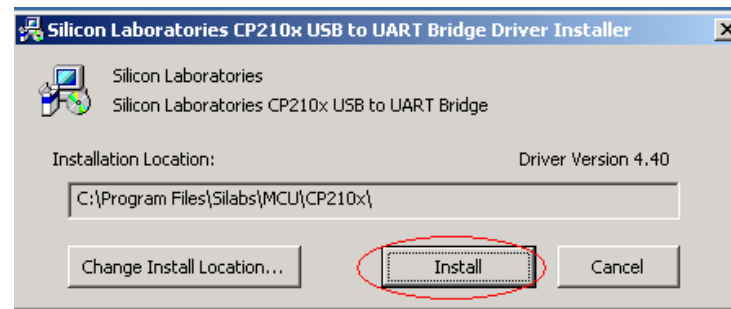 Silicon Laboratories CP210x USB to UART Bridge Driver Installer
Silicon Laboratories
Silicon Laboratories CP210x USB to UART Bridge
Installation Location:
Driver Version 4.40
C:\Program Files\Silabs\MCU\CP210x\
Change Install Location...
Install
Cancel